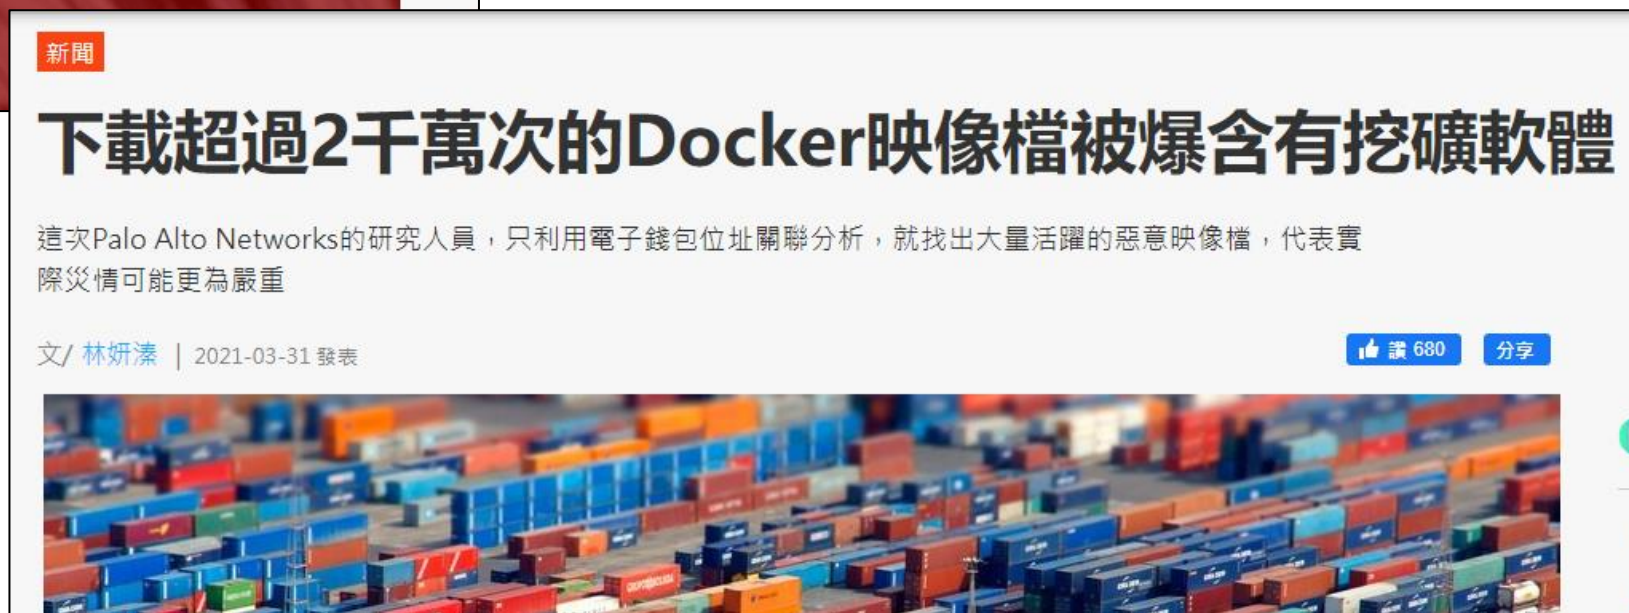 新聞
下載超過2千萬次的Docker映像檔被爆含有挖礦軟體
這次Palo Alto Networks的研究人員，只利用電子錢包位址關聯分析，就找出大量活躍的惡意映像檔，代表實
際災情可能更為嚴重
文/ 林妍溱 | 2021-03-31 發表
讚 680 分享